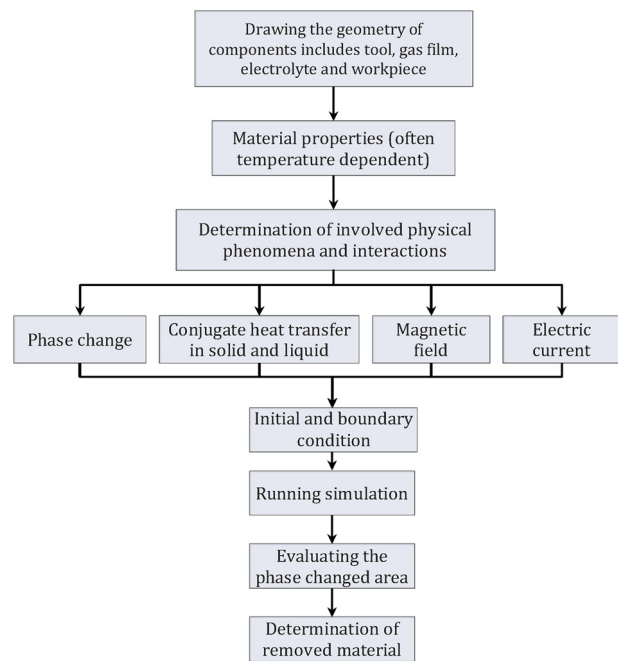 Drawing the geometry of
components includes tool, gas film,
electrolyte and workpiece
Material properties (often
temperature dependent)
Determination of involved physical
phenomena and interactions
Phase change
Conjugate heat transfer
in solid and liquid
Magnetic
field
Electric
current
Initial and boundary
condition
Running simulation
Evaluating the
phase changed area
Determination of
removed material